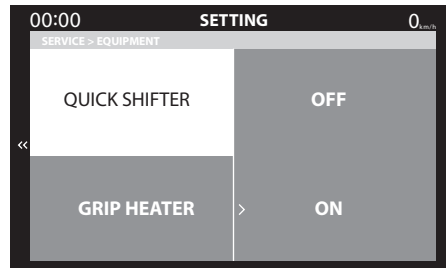 00:00 SETTING 0km/h
SERVICE > EQUIPMENT
QUICK SHIFTER OFF
«
GRIP HEATER > ON